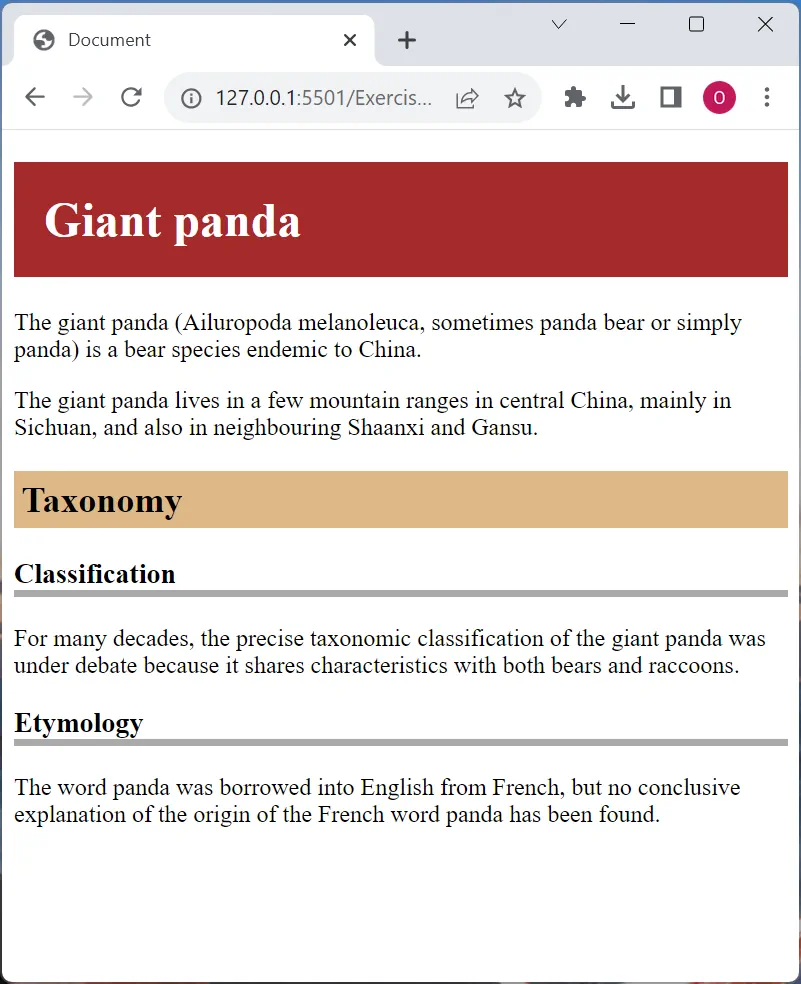 Document
127.0.0.1:5501/Exercis...
O
Giant panda
The giant panda (Ailuropoda melanoleuca, sometimes panda bear or simply
panda) is a bear species endemic to China.
The giant panda lives in a few mountain ranges in central China, mainly in
Sichuan, and also in neighbouring Shaanxi and Gansu.
Taxonomy
Classification
For many decades, the precise taxonomic classification of the giant panda was
under debate because it shares characteristics with both bears and raccoons.
Etymology
The word panda was borrowed into English from French, but no conclusive
explanation of the origin of the French word panda has been found.